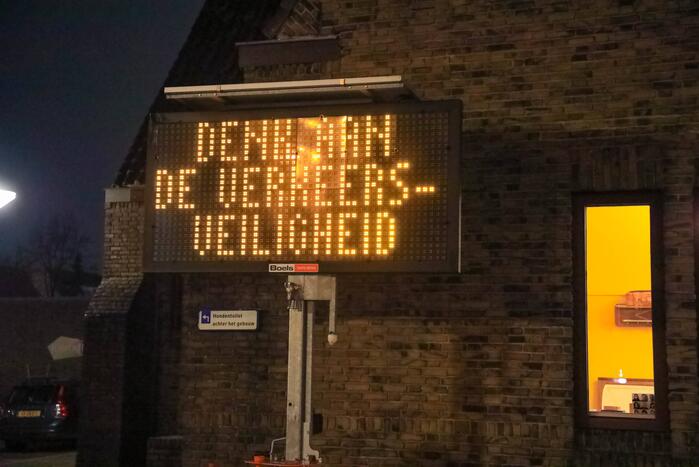 DENK AAN
DE VERKEERS-
VEILIGHEID
Boels
Hondentoilet
achter het gebouw